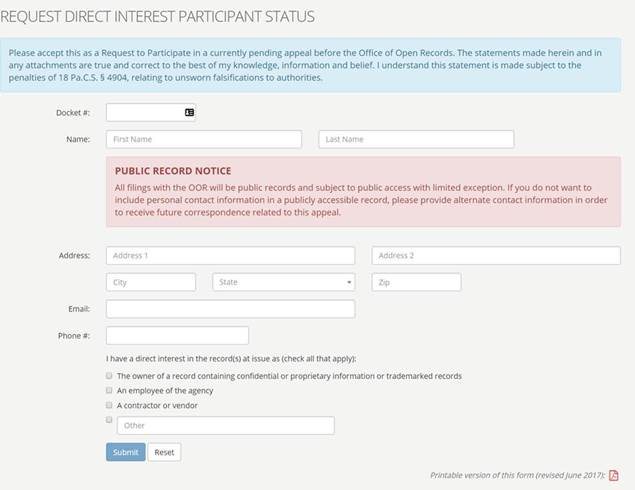 REQUEST DIRECT INTEREST PARTICIPANT STATUS
Please accept this as a Request to Participate in a currently pending appeal before the Office of Open Records. The statements made herein and in
any attachments are true and correct to the best of my knowledge, information and belief. I understand this statement is made subject to the
penalties of 18 Pa.C.S. § 4904, relating to unsworn falsifications to authorities.
Docket #:
Name: First Name Last Name
PUBLIC RECORD NOTICE
All filings with the OOR will be public records and subject to public access with limited exception. If you do not want to
include personal contact information in a publicly accessible record, please provide alternate contact information in order
to receive future correspondence related to this appeal.
Address: Address 1 Address 2
City State Zip
Email:
Phone #:
I have a direct interest in the record(s) at issue as (check all that apply):
The owner of a record containing confidential or proprietary information or trademarked records
An employee of the agency
A contractor or vendor
Other
Submit Reset
Printable version of this form (revised June 2017):